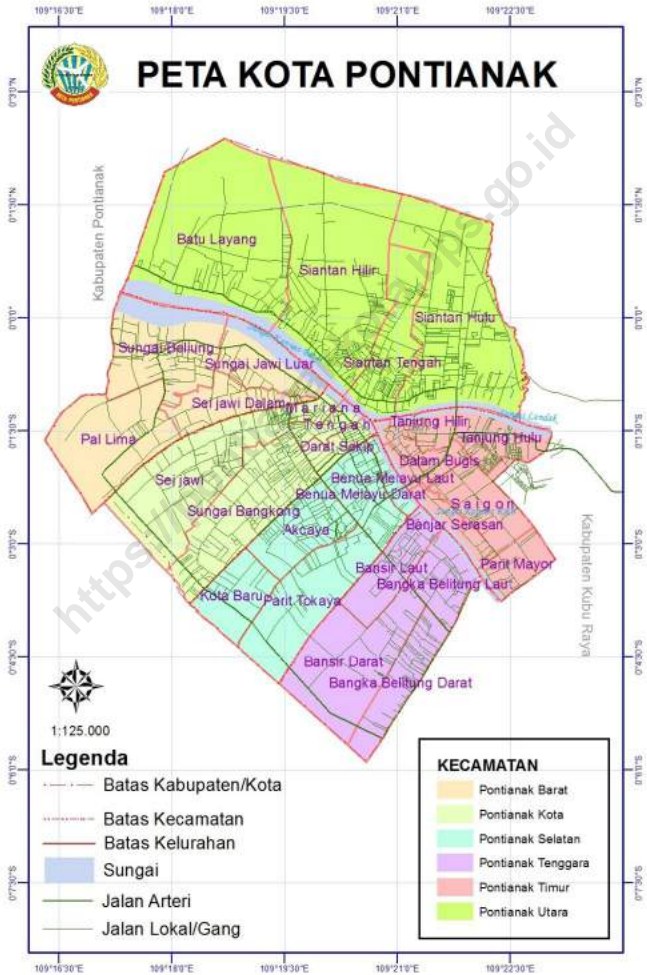 109°16'30"E 109°18'0"E 109°19'30"E 109°21'0"E 109°22'30"E
PETA KOTA PONTIANAK
Kabupaten Pontianak
Batu Layang
Siantan Hilir
Siantan Hulu
Siantan Tengah
Sungai Beliung
Sungai Jawi Luar
Sei jawi Dalam
Mariana
Tengah
Tanjung Hilir
Sungai Landak
Tanjung Hulu
Pal Lima
Darat Sekip
Dalam Bugis
Sei jawi
Benua Melayu Laut
Benua Melayu Darat
Saigon
Sungai Bangkong
Akcaya
Banjar Serasan
Kabupaten Kubu Raya
Bansir Laut
Parit Mayor
Bangka Belitung Laut
Kota Baru
Parit Tokaya
Bansir Darat
Bangka Belitung Darat
1:125.000
Legenda
Batas Kabupaten/Kota
Batas Kecamatan
Batas Kelurahan
Sungai
Jalan Arteri
Jalan Lokal/Gang
KECAMATAN
Pontianak Barat
Pontianak Kota
Pontianak Selatan
Pontianak Tenggara
Pontianak Timur
Pontianak Utara
109°16'30"E 109°18'0"E 109°19'30"E 109°21'0"E 109°22'30"E